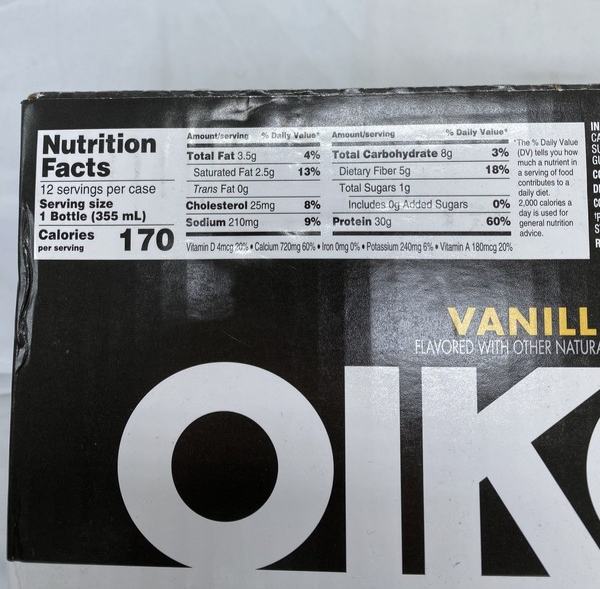 Nutrition
Facts
12 servings per case
Serving size
1 Bottle (355 mL)
Calories
per serving
170
Amount/serving % Daily Value*
Total Fat 3.5g 4%
Saturated Fat 2.5g 13%
Trans Fat 0g
Cholesterol 25mg 8%
Sodium 210mg 9%
Amount/serving % Daily Value*
Total Carbohydrate 8g 3%
Dietary Fiber 5g 18%
Total Sugars 1g
Includes 0g Added Sugars 0%
Protein 30g 60%
Vitamin D 4mcg 20% • Calcium 720mg 60% • Iron 0mg 0% • Potassium 240mg 6% • Vitamin A 180mcg 20%
*The % Daily Value
(DV) tells you how
much a nutrient in
a serving of food
contributes to a
daily diet.
2,000 calories a
day is used for
general nutrition
advice.
VANILL
FLAVORED WITH OTHER NATURA
OIK